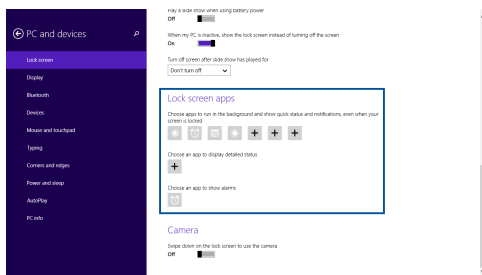 Play a slide show when using battery power
Off
PC and devices
When my PC is inactive, show the lock screen instead of turning off the screen
On
Lock screen
Turn off screen after slide show has played for
Don't turn off
Display
Bluetooth
Lock screen apps
Devices
Choose apps to run in the background and show quick status and notifications, even when your
screen is locked
Mouse and touchpad
Typing
Choose an app to display detailed status
Corners and edges
Power and sleep
Choose an app to show alarms
AutoPlay
PC info
Camera
Swipe down on the lock screen to use the camera
Off